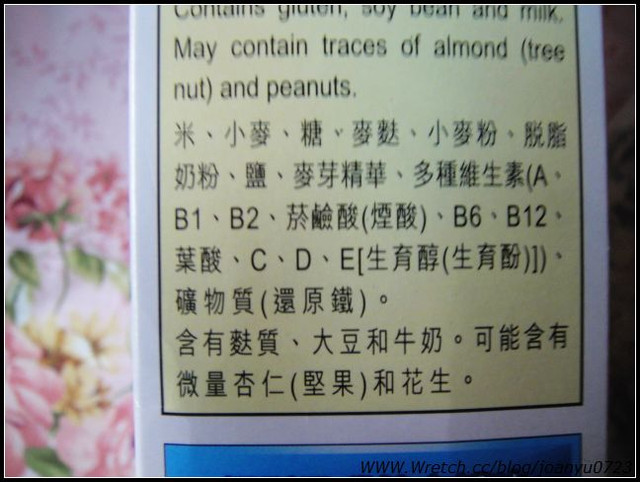 Contains gluten, soy bean and milk.
May contain traces of almond (tree
nut) and peanuts.
米、小麥、糖、麥麩、小麥粉、脱脂
奶粉、鹽、麥芽精華、多種維生素(A、
B1、B2、菸鹼酸(煙酸)、B6、B12、
葉酸、C、D、E[生育醇(生育酚)])、
礦物質(還原鐵)。
含有麩質、大豆和牛奶。可能含有
微量杏仁(堅果)和花生。
www.Wretch.cc/blog/joanyu0723